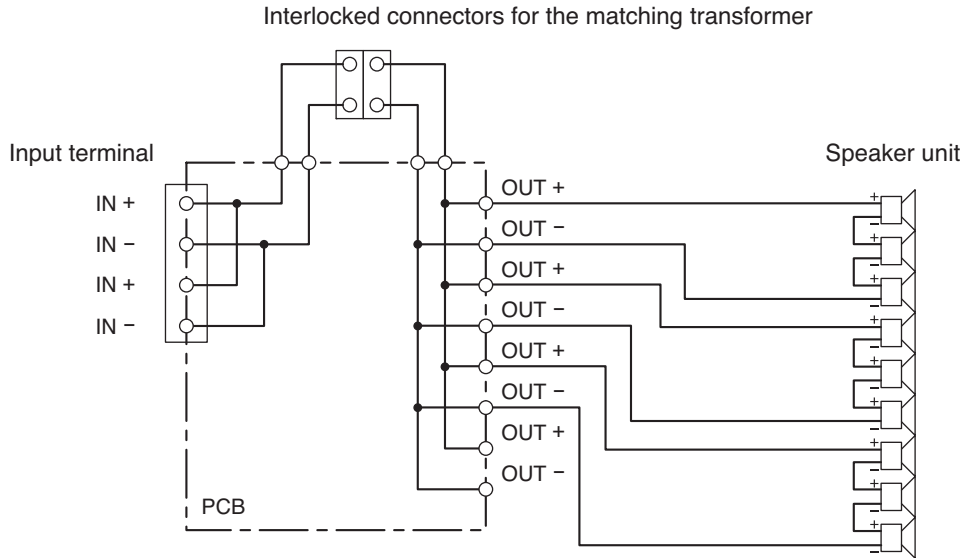 Interlocked connectors for the matching transformer
Input terminal
Speaker unit
IN +
IN −
IN +
IN −
OUT +
OUT −
OUT +
OUT −
OUT +
OUT −
OUT +
OUT −
PCB
+
−
+
−
+
−
+
−
+
−
+
−
+
−
+
−
+
−